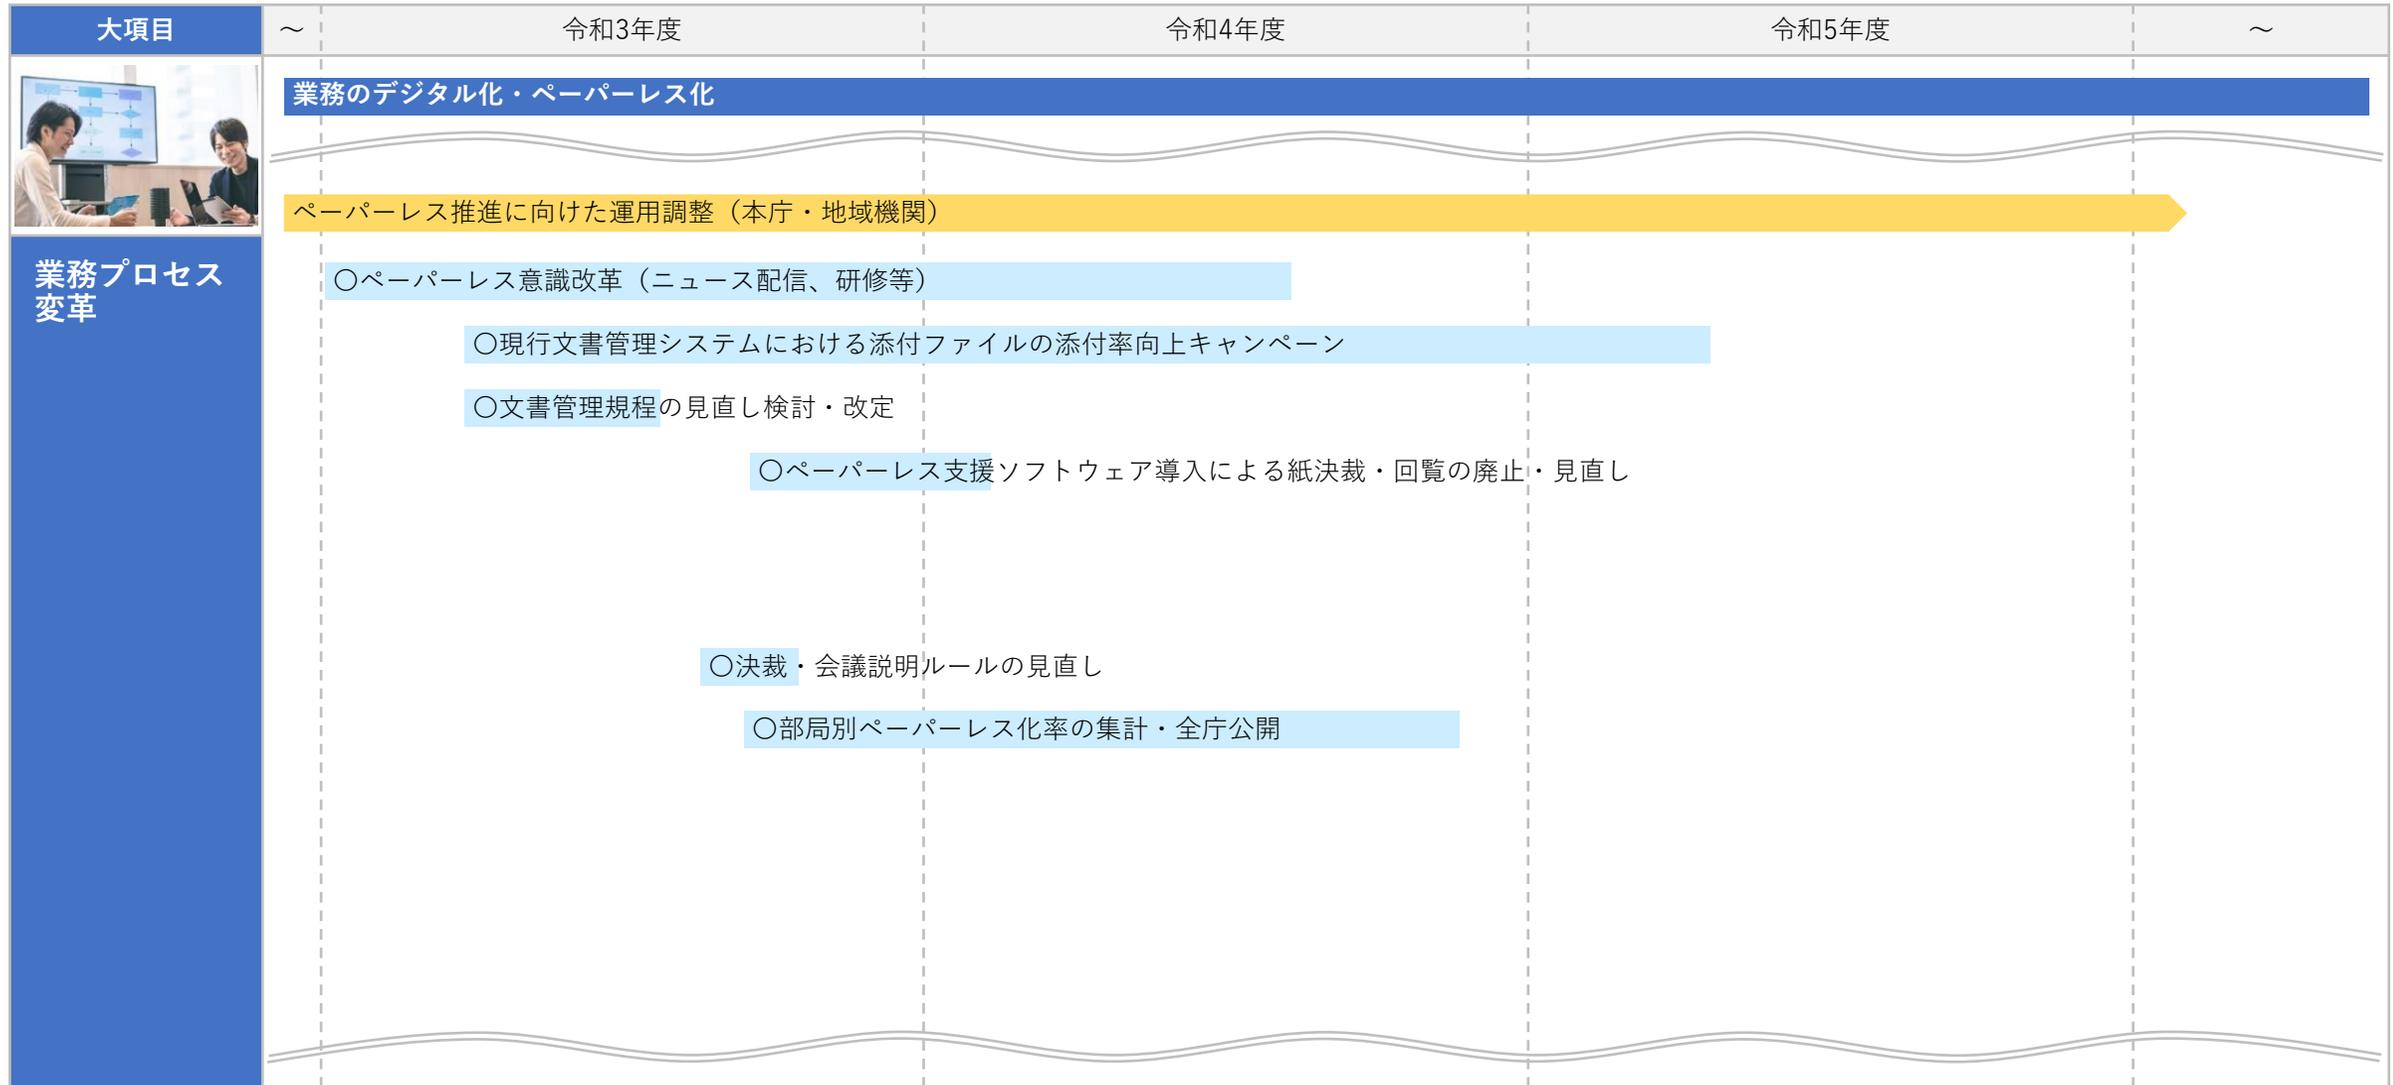 大項目
～
令和3年度
令和4年度
令和5年度
～
業務のデジタル化・ペーパーレス化
ペーパーレス推進に向けた運用調整（本庁・地域機関）
業務プロセス
変革
〇ペーパーレス意識改革（ニュース配信、研修等）
〇現行文書管理システムにおける添付ファイルの添付率向上キャンペーン
〇文書管理規程の見直し検討・改定
〇ペーパーレス支援ソフトウェア導入による紙決裁・回覧の廃止・見直し
〇決裁・会議説明ルールの見直し
〇部局別ペーパーレス化率の集計・全庁公開